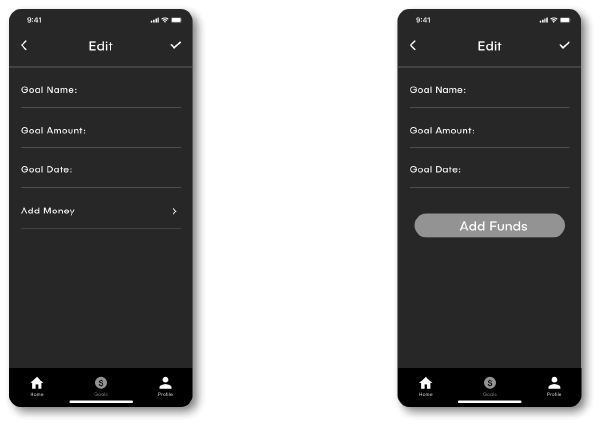 9:41
Edit
Goal Name:
Goal Amount:
Goal Date:
Add Money
Home
Goals
Profile
9:41
Edit
Goal Name:
Goal Amount:
Goal Date:
Add Funds
Home
Goals
Profile